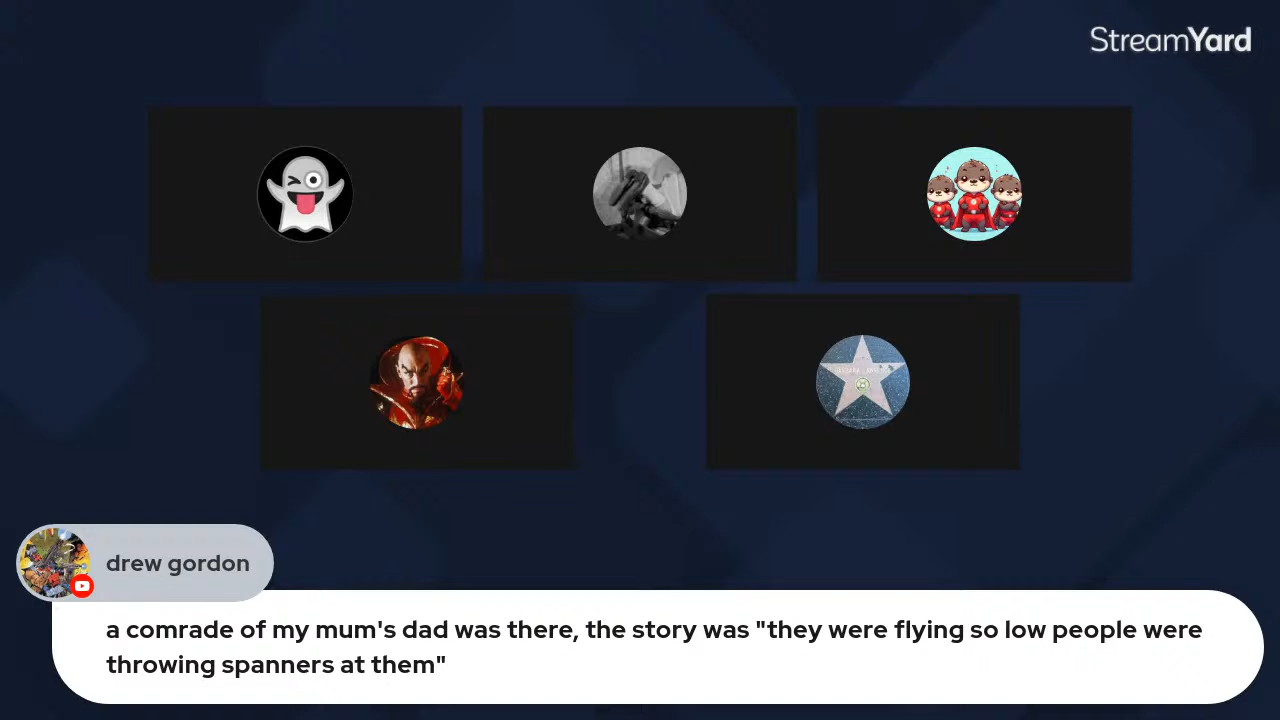 StreamYard
drew gordon
a comrade of my mum's dad was there, the story was "they were flying so low people were
throwing spanners at them"